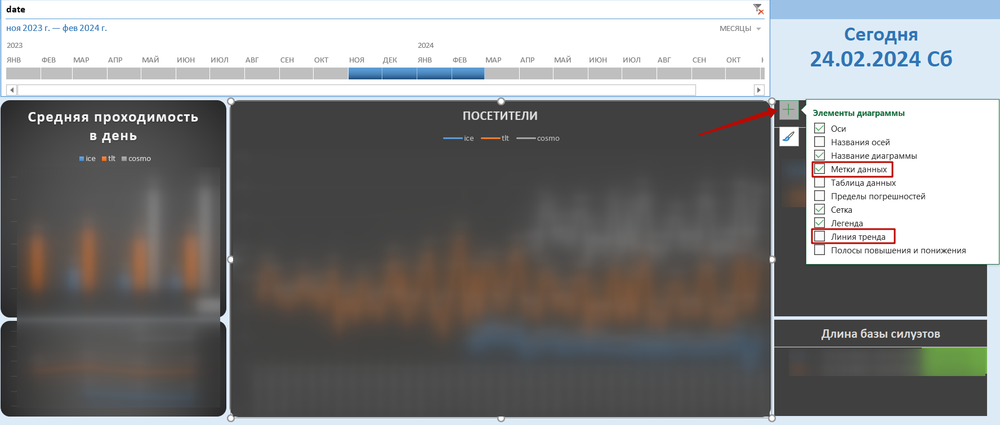 date
ноя 2023 г. — фев 2024 г.
МЕСЯЦЫ
2023
2024
ЯНВ ФЕВ МАР АПР МАЙ ИЮН ИЮЛ АВГ СЕН ОКТ НОЯ ДЕК ЯНВ ФЕВ МАР АПР МАЙ ИЮН ИЮЛ АВГ СЕН ОКТ
Сегодня
24.02.2024 Сб
Средняя проходимость
в день
ice tlt cosmo
ПОСЕТИТЕЛИ
ice tlt cosmo
Элементы диаграммы
Оси
Названия осей
Название диаграммы
Метки данных
Таблица данных
Пределы погрешностей
Сетка
Легенда
Линия тренда
Полосы повышения и понижения
Длина базы силуэтов